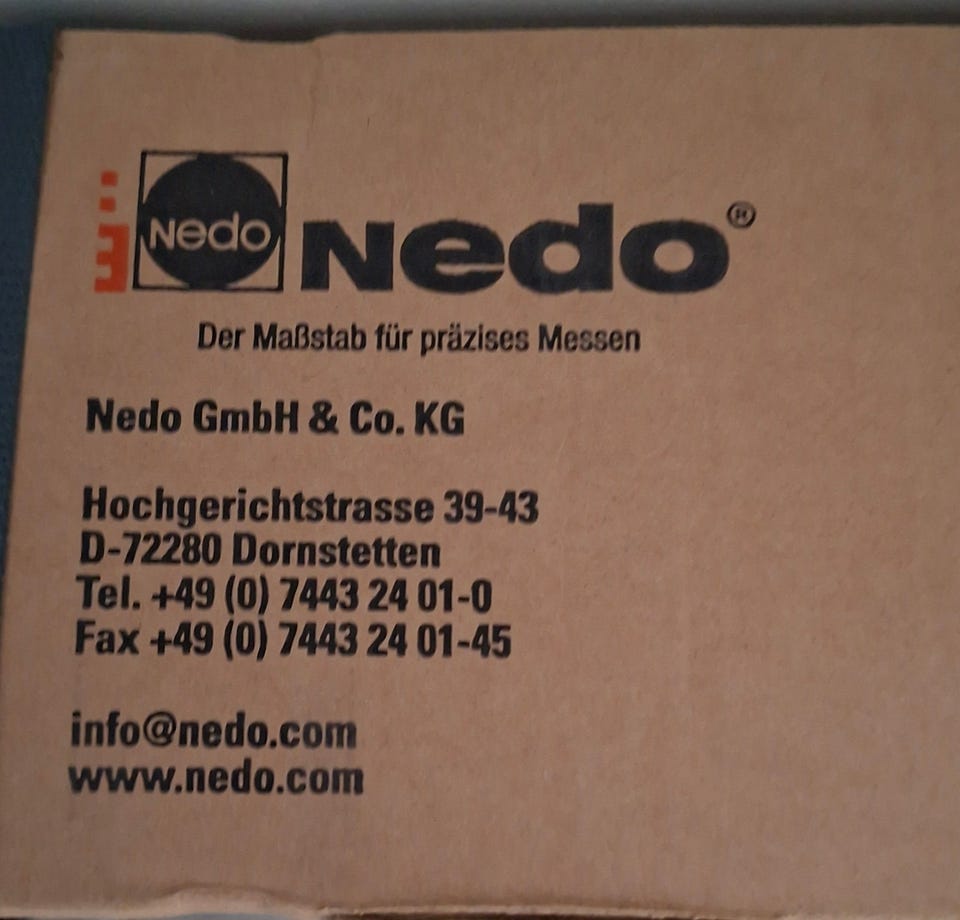 Nedo Nedo®
Der Maßstab für präzises Messen
Nedo GmbH & Co. KG
Hochgerichtstrasse 39-43
D-72280 Dornstetten
Tel. +49 (0) 7443 24 01-0
Fax +49 (0) 7443 24 01-45
info@nedo.com
www.nedo.com